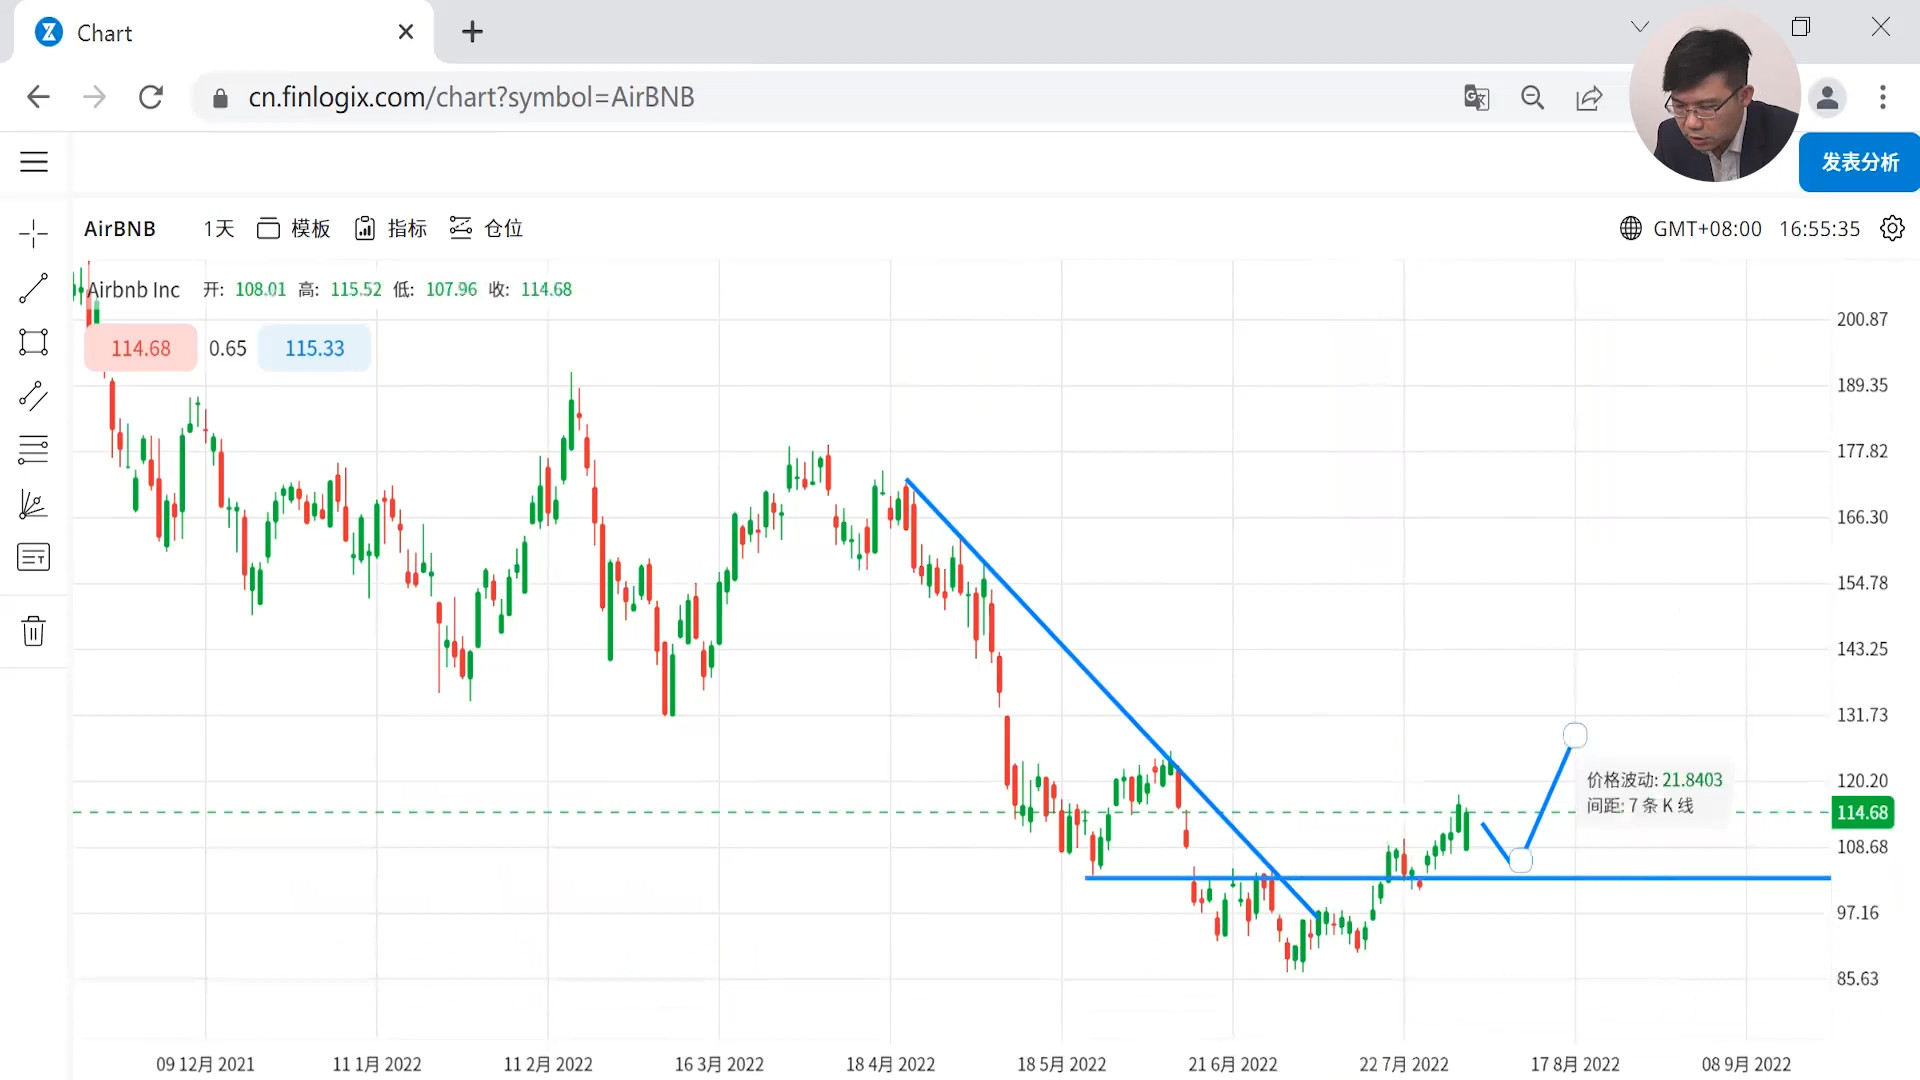 Chart
cn.finlogix.com/chart?symbol=AirBNB
发表分析
AirBNB 1天 模板 指标 仓位 GMT+08:00 16:55:35
Airbnb Inc 开: 108.01 高: 115.52 低: 107.96 收: 114.68
114.68 0.65 115.33
200.87
189.35
177.82
166.30
154.78
143.25
131.73
120.20
114.68
108.68
97.16
85.63
价格波动: 21.8403
间距: 7 条 K 线
09 12月 2021 11 1月 2022 11 2月 2022 16 3月 2022 18 4月 2022 18 5月 2022 21 6月 2022 22 7月 2022 17 8月 2022 08 9月 2022